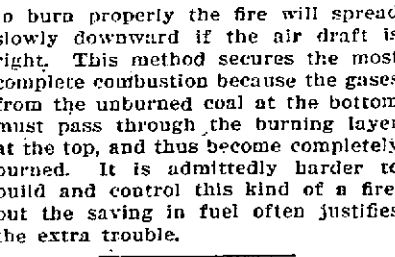 to burn properly the fire will spread
slowly downward if the air draft is
right. This method secures the most
complete combustion because the gases
from the unburned coal at the bottom
must pass through the burning layer
at the top, and thus become completely
burned. It is admittedly harder to
build and control this kind of a fire
but the saving in fuel often justifies
the extra trouble.